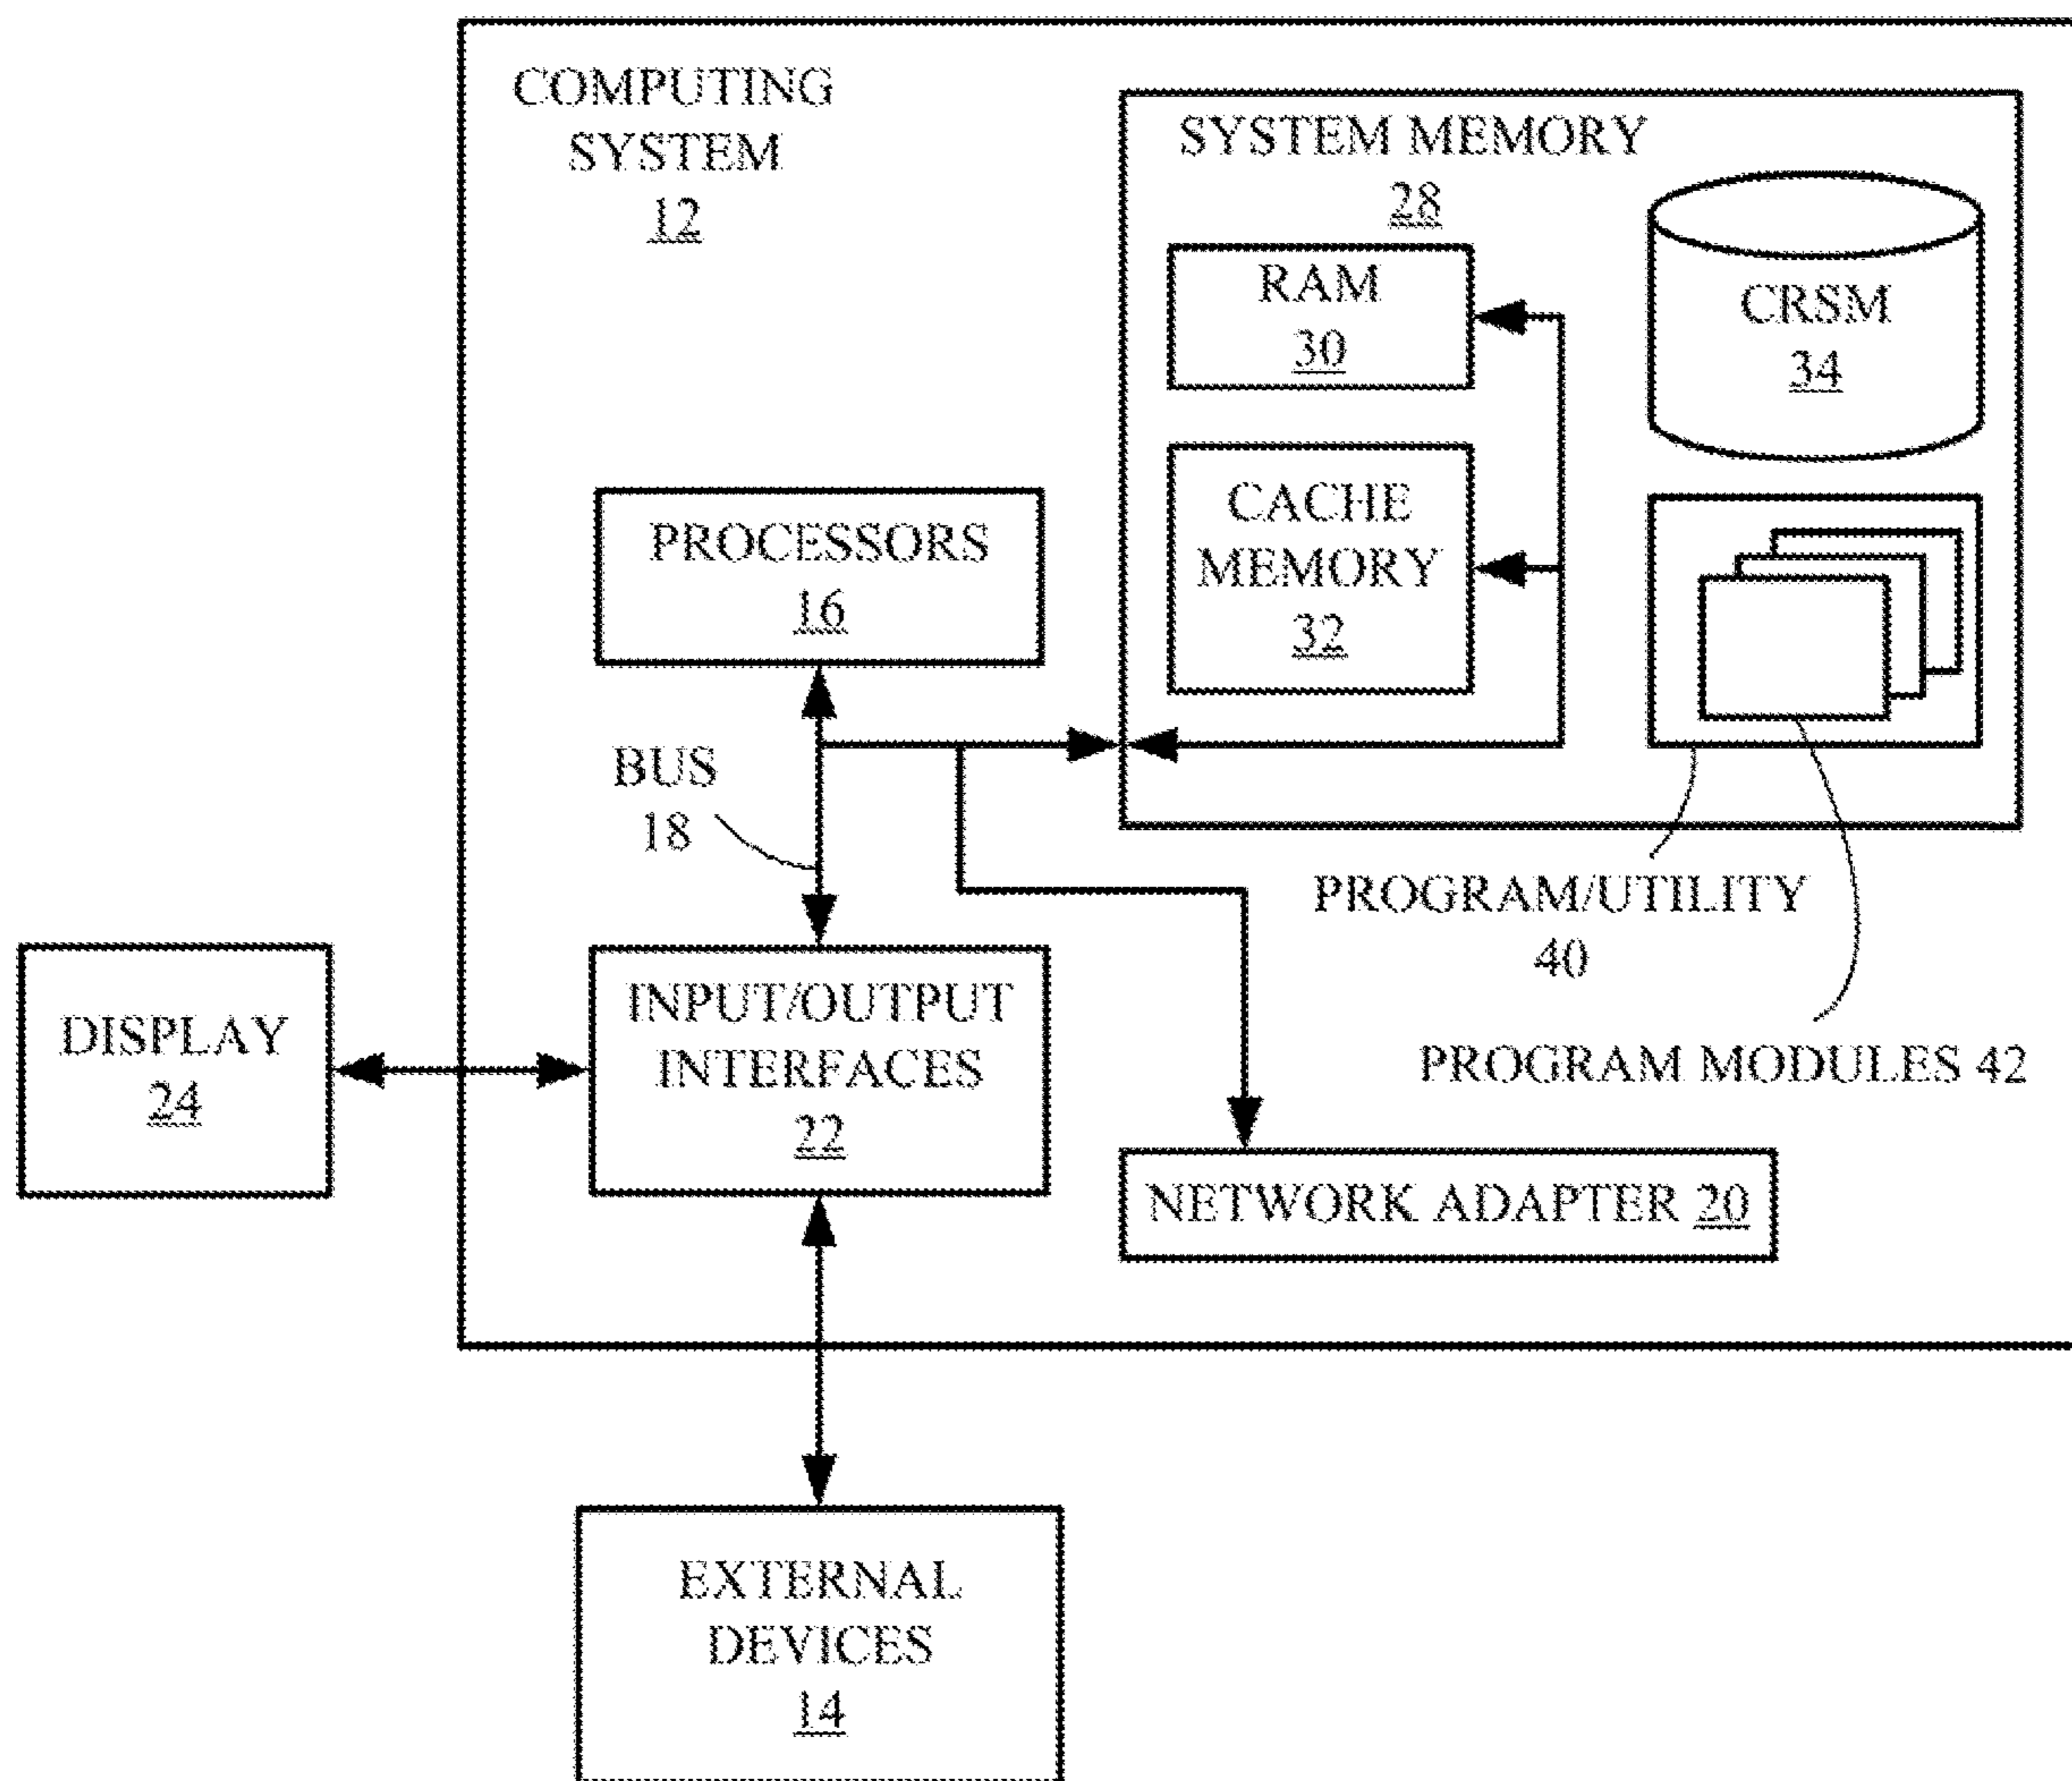 COMPUTING
SYSTEM
12
SYSTEM MEMORY
28
RAM
30
CRSM
34
CACHE
MEMORY
32
PROCESSORS
16
BUS
18
PROGRAM/UTILITY
40
PROGRAM MODULES 42
DISPLAY
24
INPUT/OUTPUT
INTERFACES
22
NETWORK ADAPTER 20
EXTERNAL
DEVICES
14